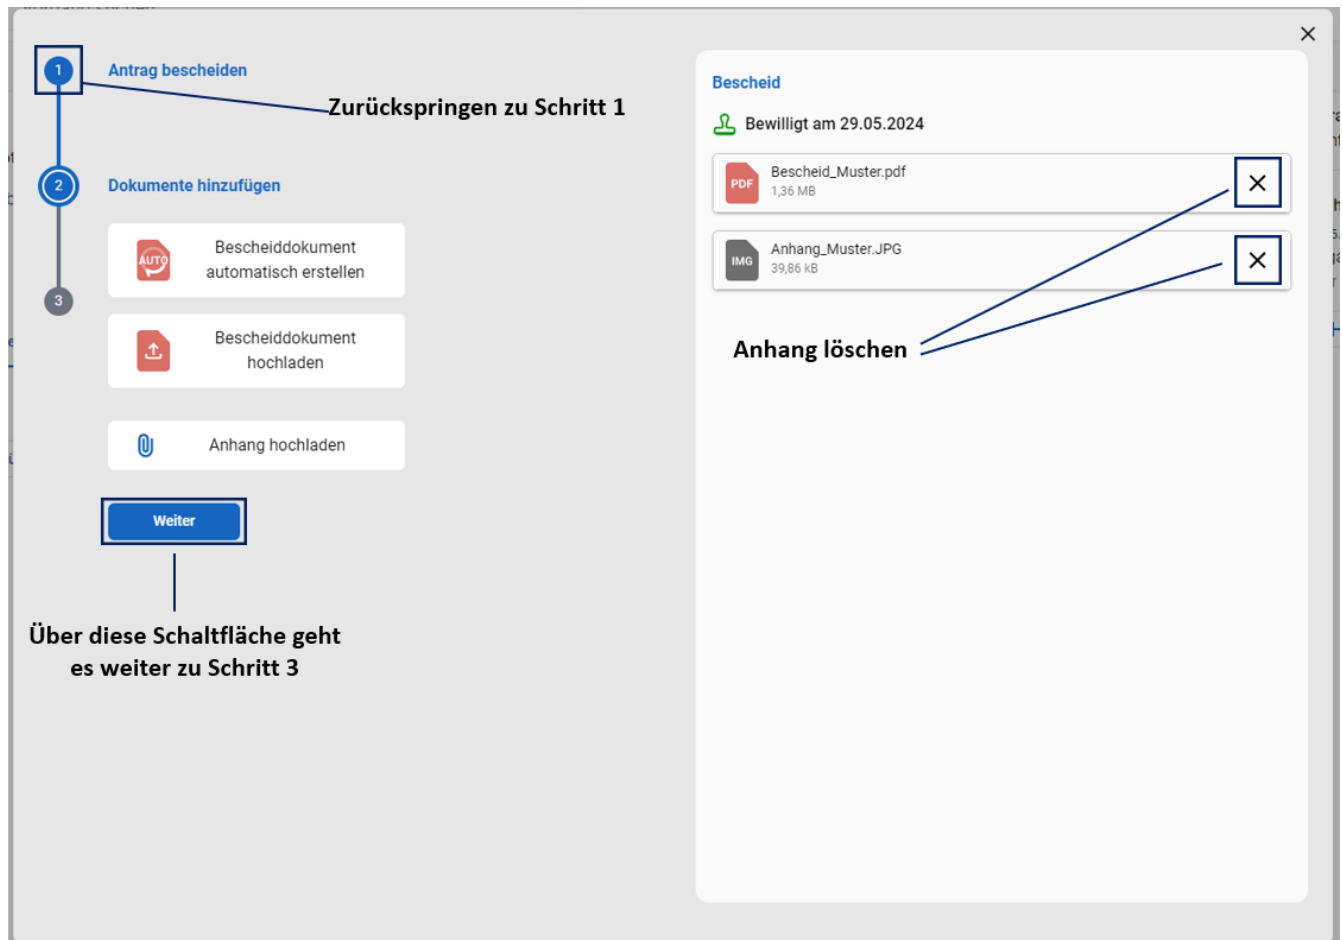 1
Antrag bescheiden
Zurückspringen zu Schritt 1
2
Dokumente hinzufügen
AUTO
Bescheiddokument
automatisch erstellen
3
Bescheiddokument
hochladen
Anhang hochladen
Weiter
Über diese Schaltfläche geht
es weiter zu Schritt 3
Bescheid
Bewilligt am 29.05.2024
PDF
Bescheid_Muster.pdf
1,36 MB
IMG
Anhang_Muster.JPG
39,86 kB
Anhang löschen